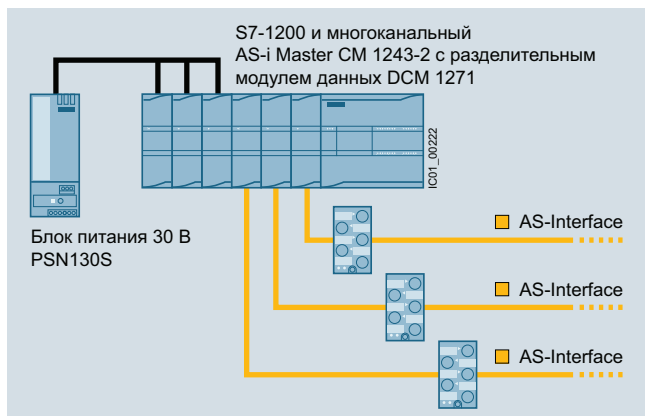 S7-1200 и многоканальный
AS-i Master CM 1243-2 с разделительным
модулем данных DCM 1271
IC01_00222
Блок питания 30 В
PSN130S
AS-Interface
AS-Interface
AS-Interface